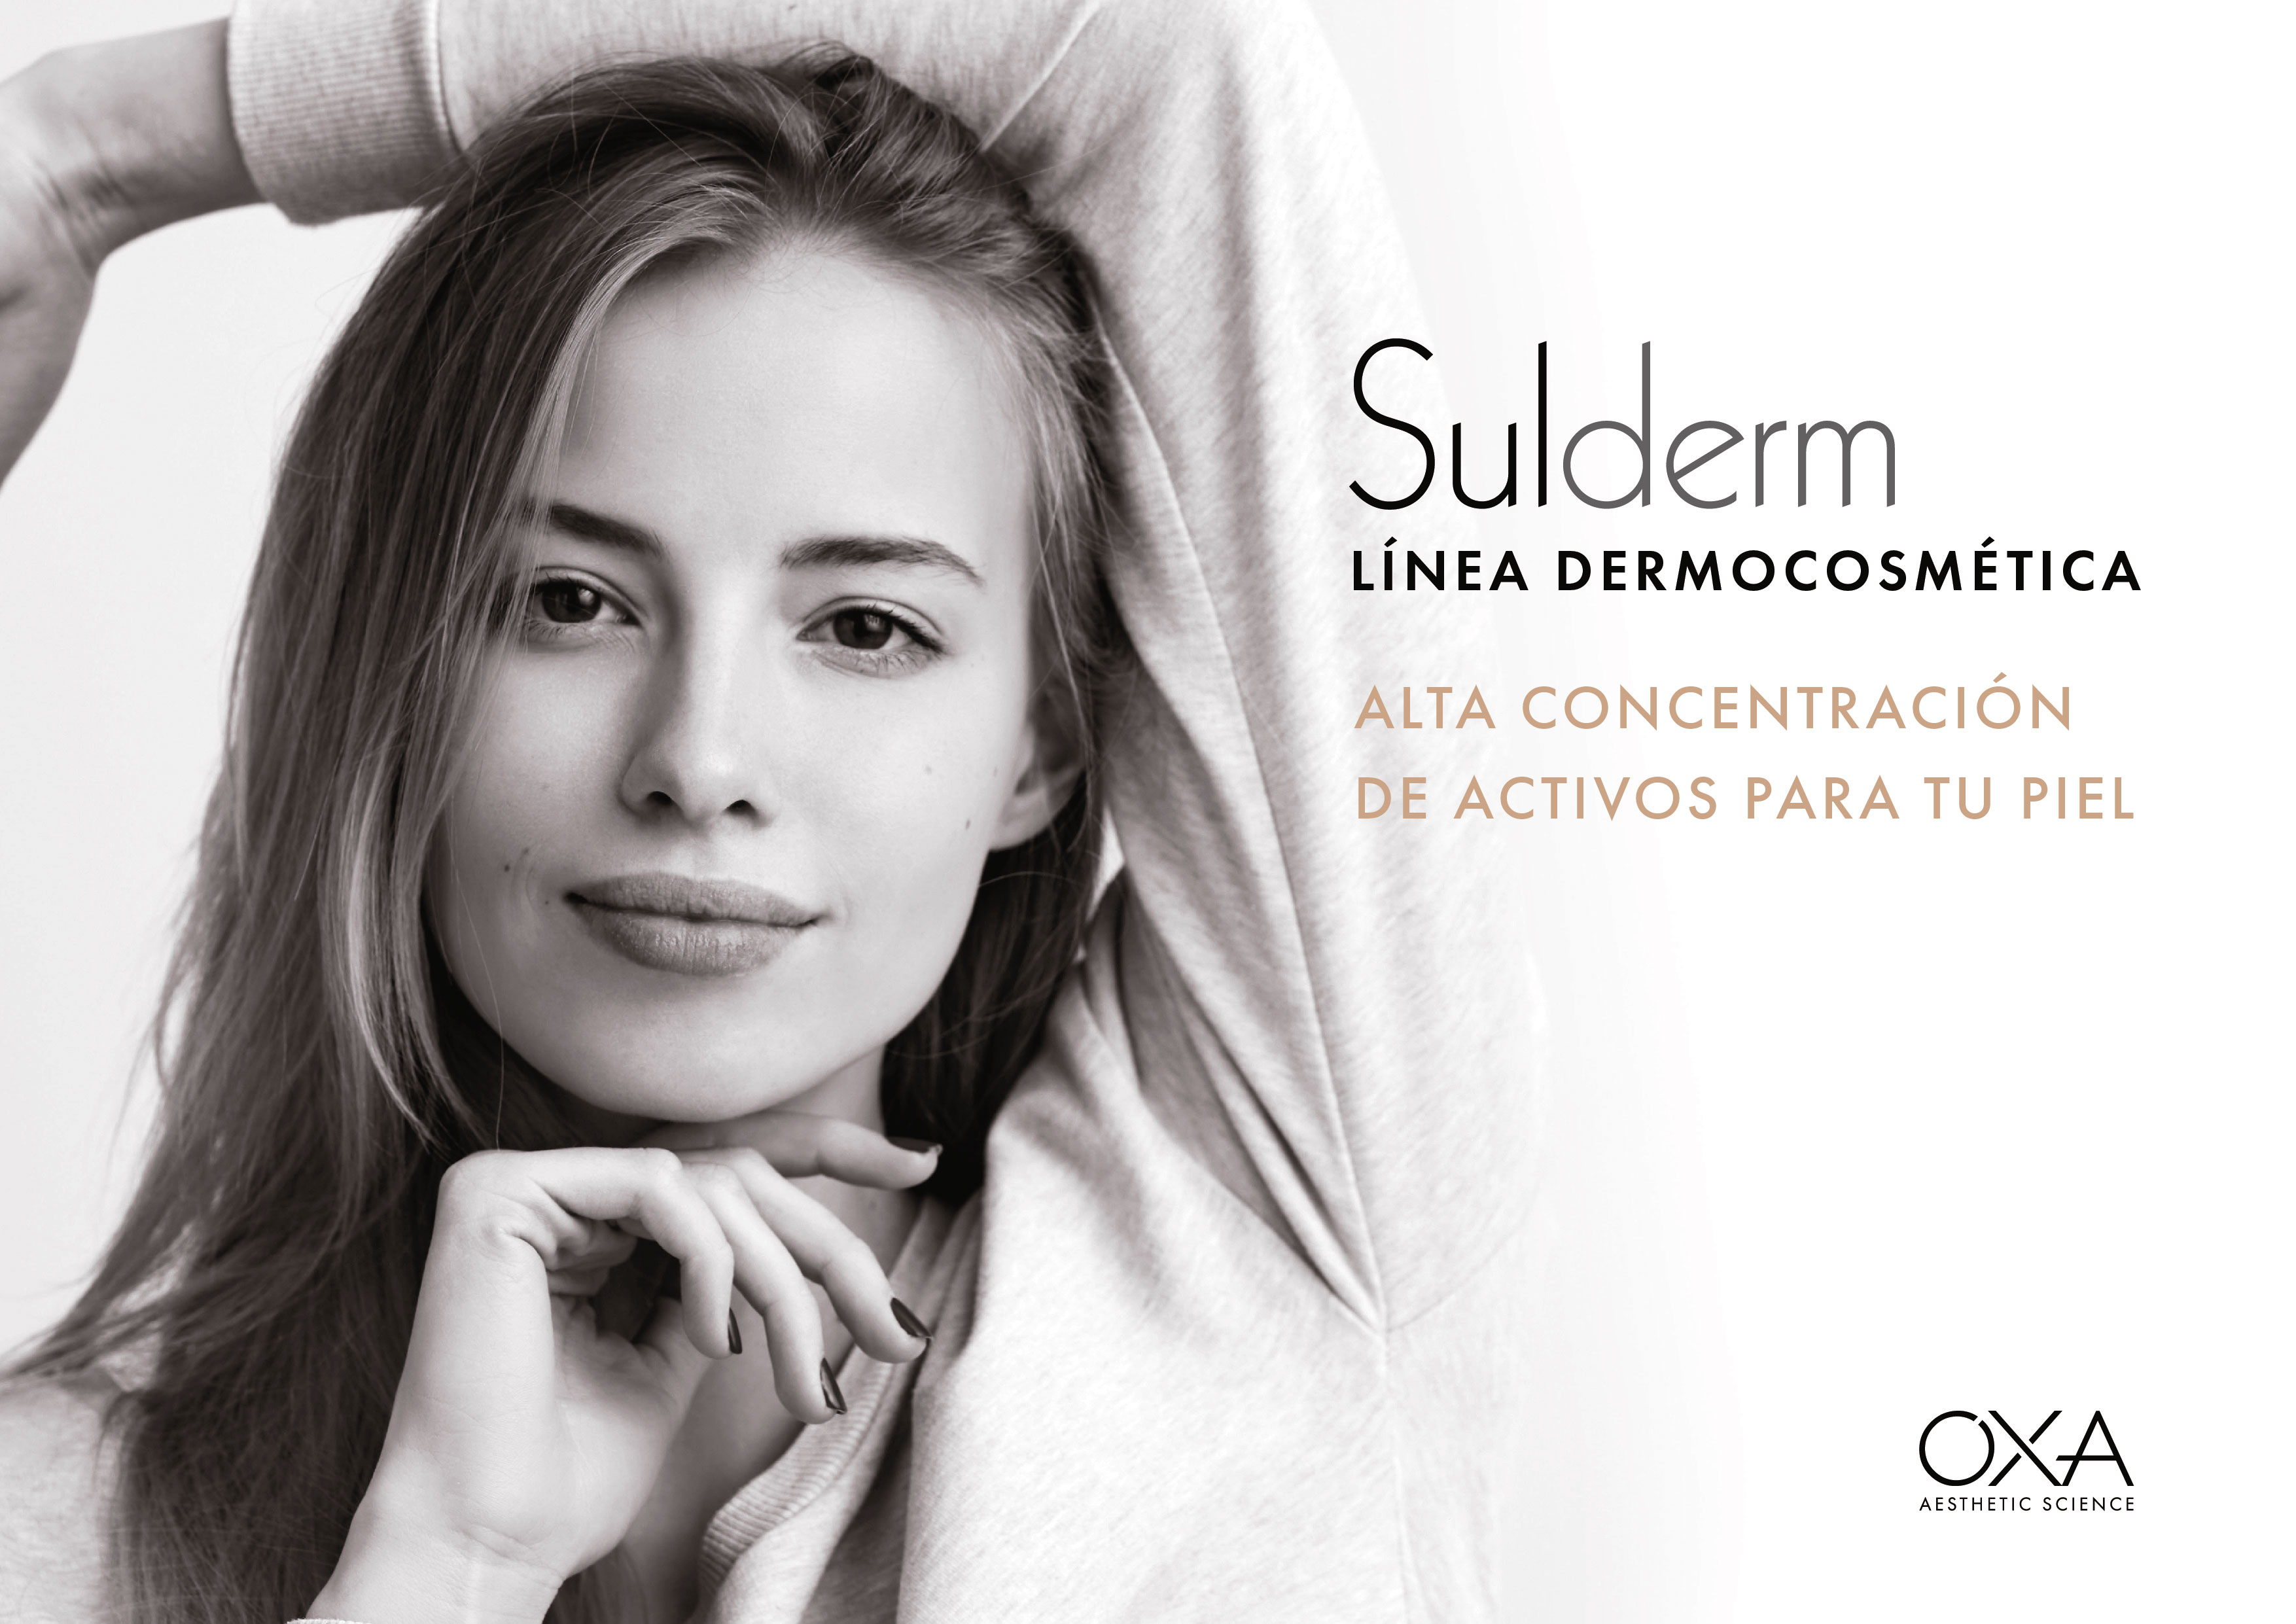 Sulderm
LÍNEA DERMOCOSMÉTICA
ALTA CONCENTRACIÓN
DE ACTIVOS PARA TU PIEL
OXA
AESTHETIC SCIENCE